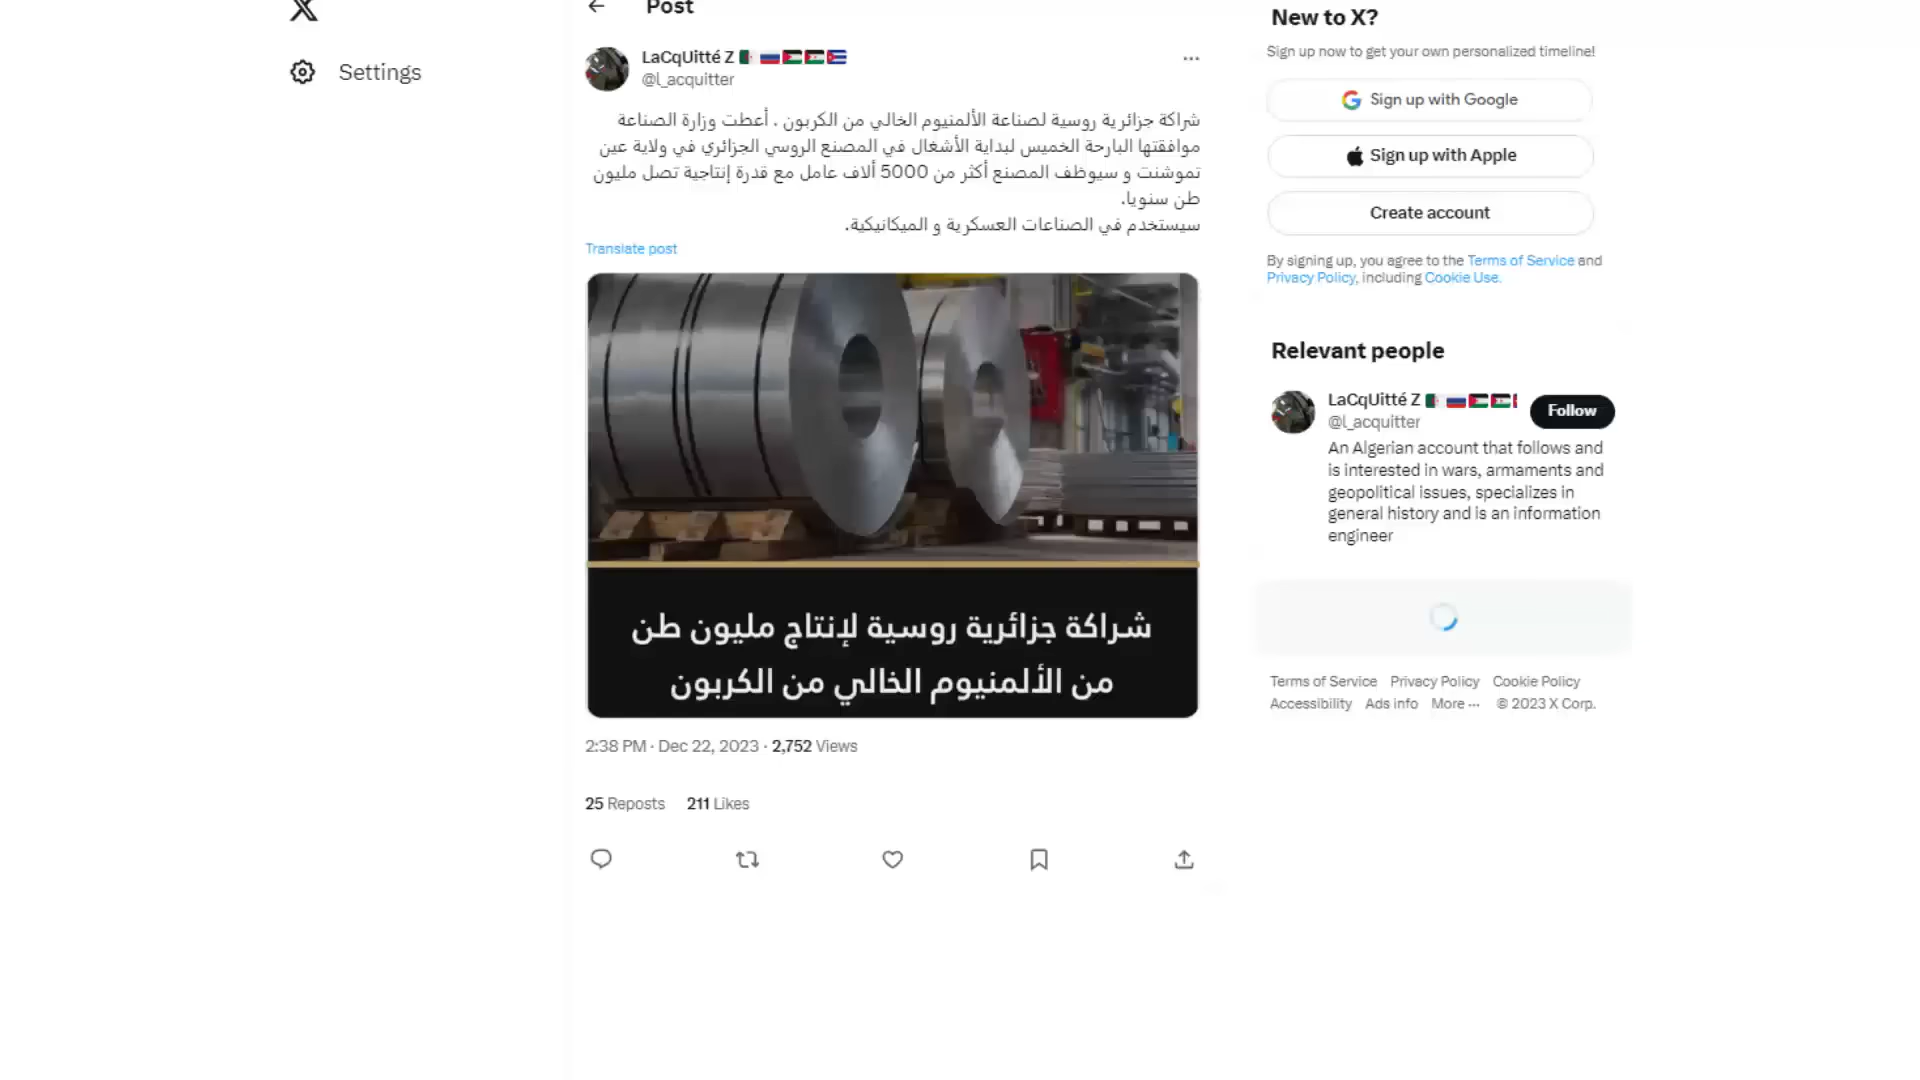 Settings
Post
LaCqUitté Z
@l_acquitter
شراكة جزائرية روسية لصناعة الألمنيوم الخالي من الكربون . أعطت وزارة الصناعة
موافقتها البارحة الخميس لبداية الأشغال في المصنع الروسي الجزائري في ولاية عين
تموشنت و سيوظف المصنع أكثر من 5000 ألاف عامل مع قدرة إنتاجية تصل مليون
طن سنويا.
سيستخدم في الصناعات العسكرية و الميكانيكية.
Translate post
شراكة جزائرية روسية لإنتاج مليون طن
من الألمنيوم الخالي من الكربون
2:38 PM · Dec 22, 2023 · 2,752 Views
25 Reposts 211 Likes
New to X?
Sign up now to get your own personalized timeline!
Sign up with Google
Sign up with Apple
Create account
By signing up, you agree to the Terms of Service and
Privacy Policy, including Cookie Use.
Relevant people
LaCqUitté Z
@l_acquitter
Follow
An Algerian account that follows and
is interested in wars, armaments and
geopolitical issues, specializes in
general history and is an information
engineer
Terms of Service Privacy Policy Cookie Policy
Accessibility Ads info More ··· © 2023 X Corp.